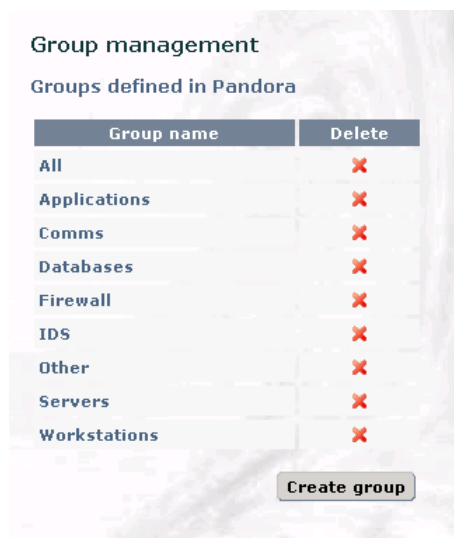 Group management
Groups defined in Pandora
Group name Delete
All
Applications
Comms
Databases
Firewall
IDS
Other
Servers
Workstations
Create group